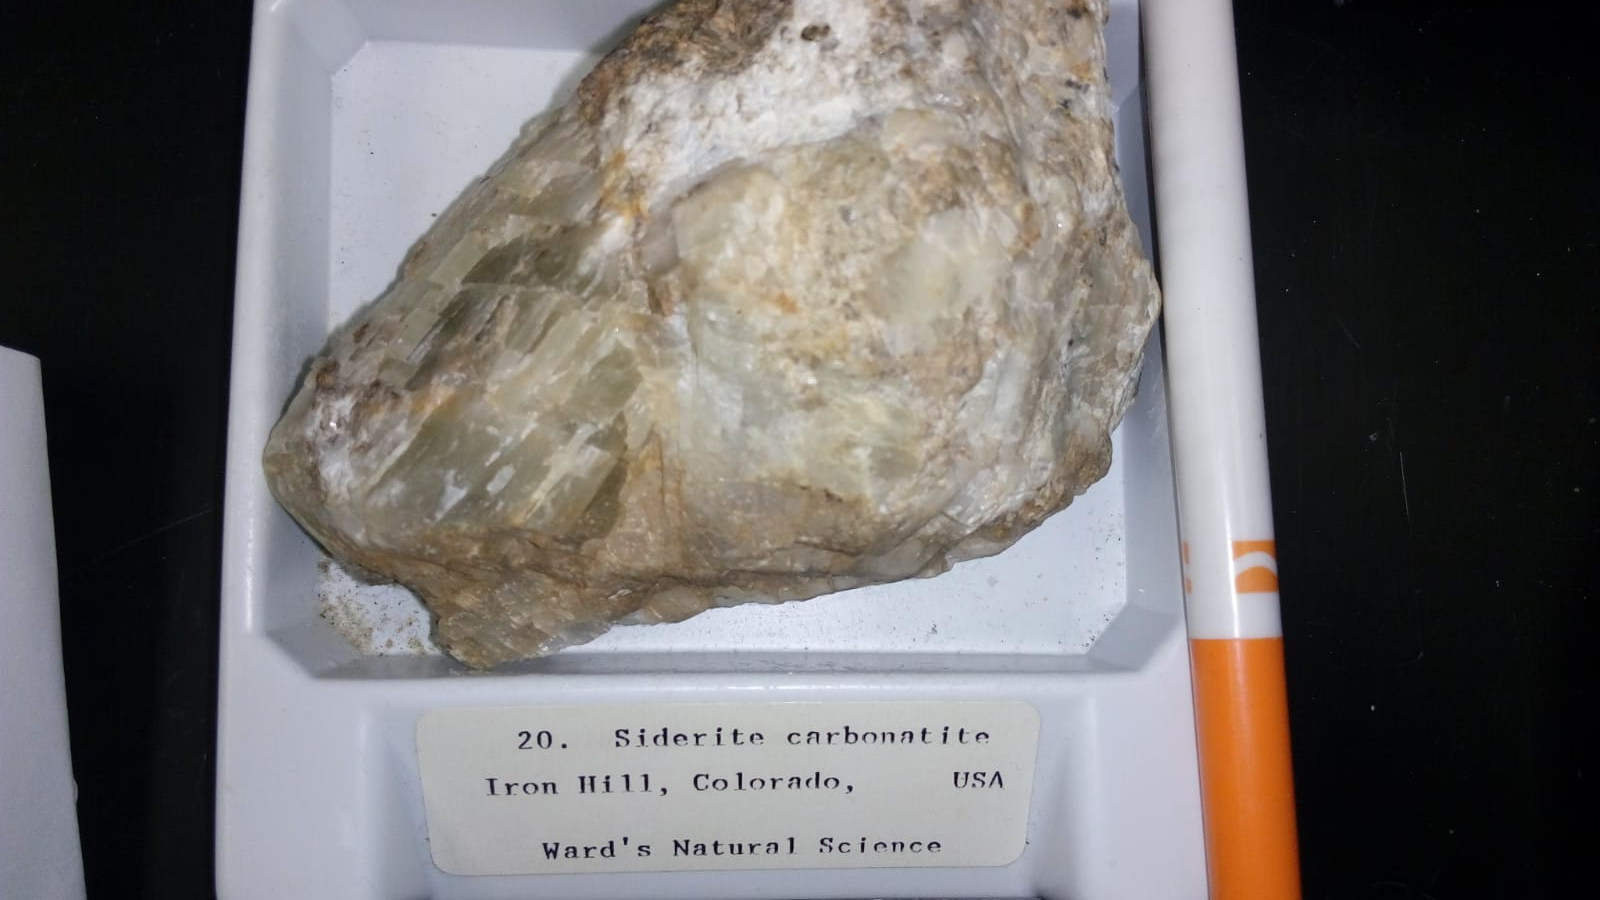 20. Siderite carbonatite
Iron Hill, Colorado, USA
Ward's Natural Science